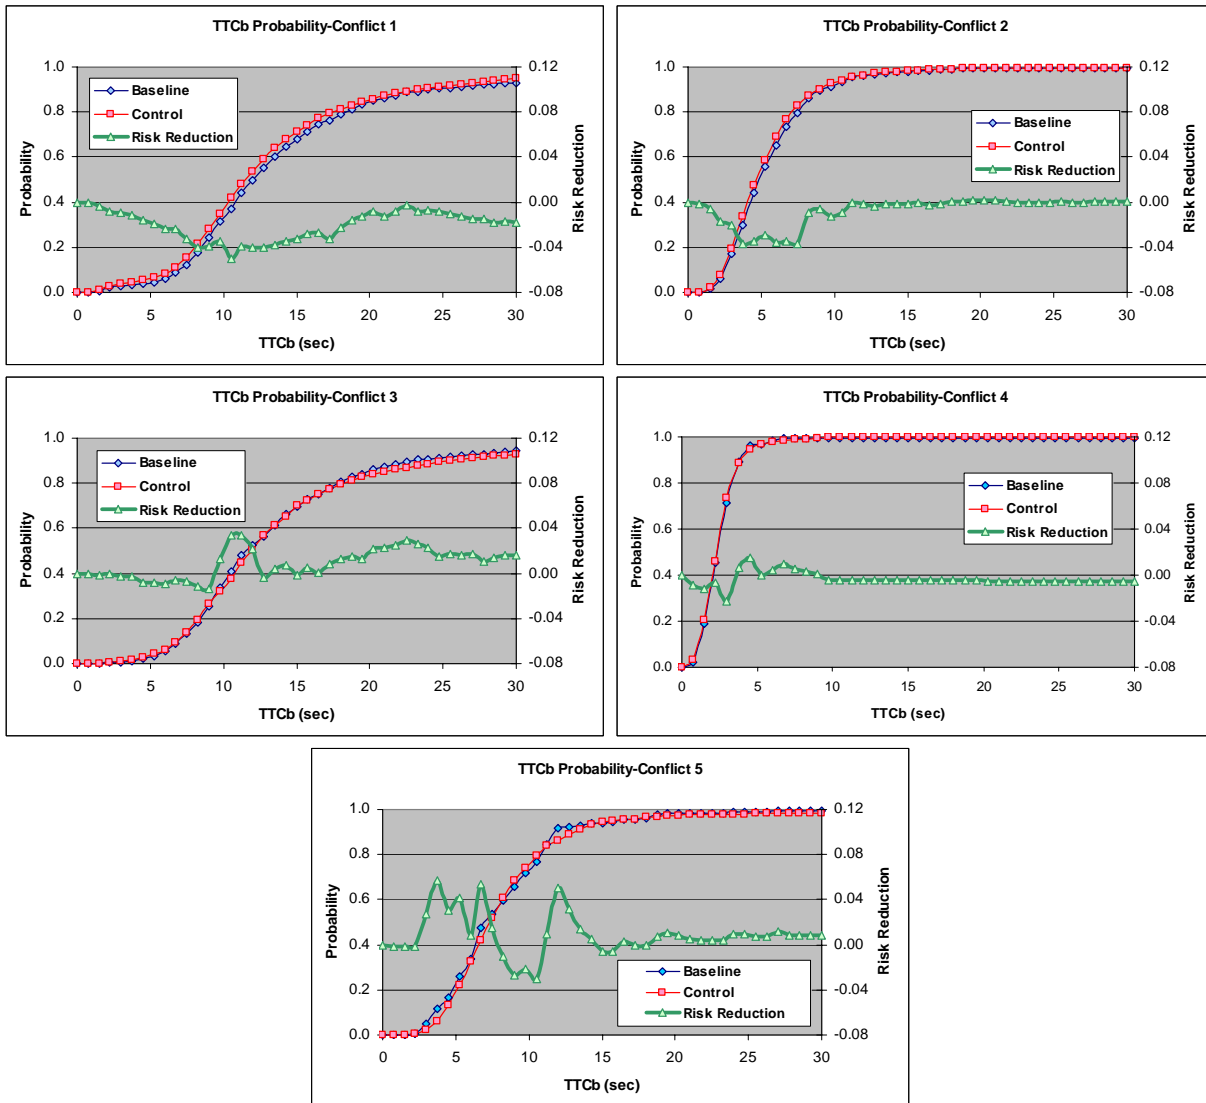 TTCb Probability-Conflict 1
1.0
0.8
0.6
0.4
0.2
0.0
Probability
Baseline
Control
Risk Reduction
0.12
0.08
0.04
0.00
-0.04
-0.08
Risk Reduction
0 5 10 15 20 25 30
TTCb (sec)
TTCb Probability-Conflict 2
1.0
0.8
0.6
0.4
0.2
0.0
Probability
Baseline
Control
Risk Reduction
0.12
0.08
0.04
0.00
-0.04
-0.08
Risk Reduction
0 5 10 15 20 25 30
TTCb (sec)
TTCb Probability-Conflict 3
1.0
0.8
0.6
0.4
0.2
0.0
Probability
Baseline
Control
Risk Reduction
0.12
0.08
0.04
0.00
-0.04
-0.08
Risk Reduction
0 5 10 15 20 25 30
TTCb (sec)
TTCb Probability-Conflict 4
1.0
0.8
0.6
0.4
0.2
0.0
Probability
Baseline
Control
Risk Reduction
0.12
0.08
0.04
0.00
-0.04
-0.08
Risk Reduction
0 5 10 15 20 25 30
TTCb (sec)
TTCb Probability-Conflict 5
1.0
0.8
0.6
0.4
0.2
0.0
Probability
Baseline
Control
Risk Reduction
0.12
0.08
0.04
0.00
-0.04
-0.08
Risk Reduction
0 5 10 15 20 25 30
TTCb (sec)